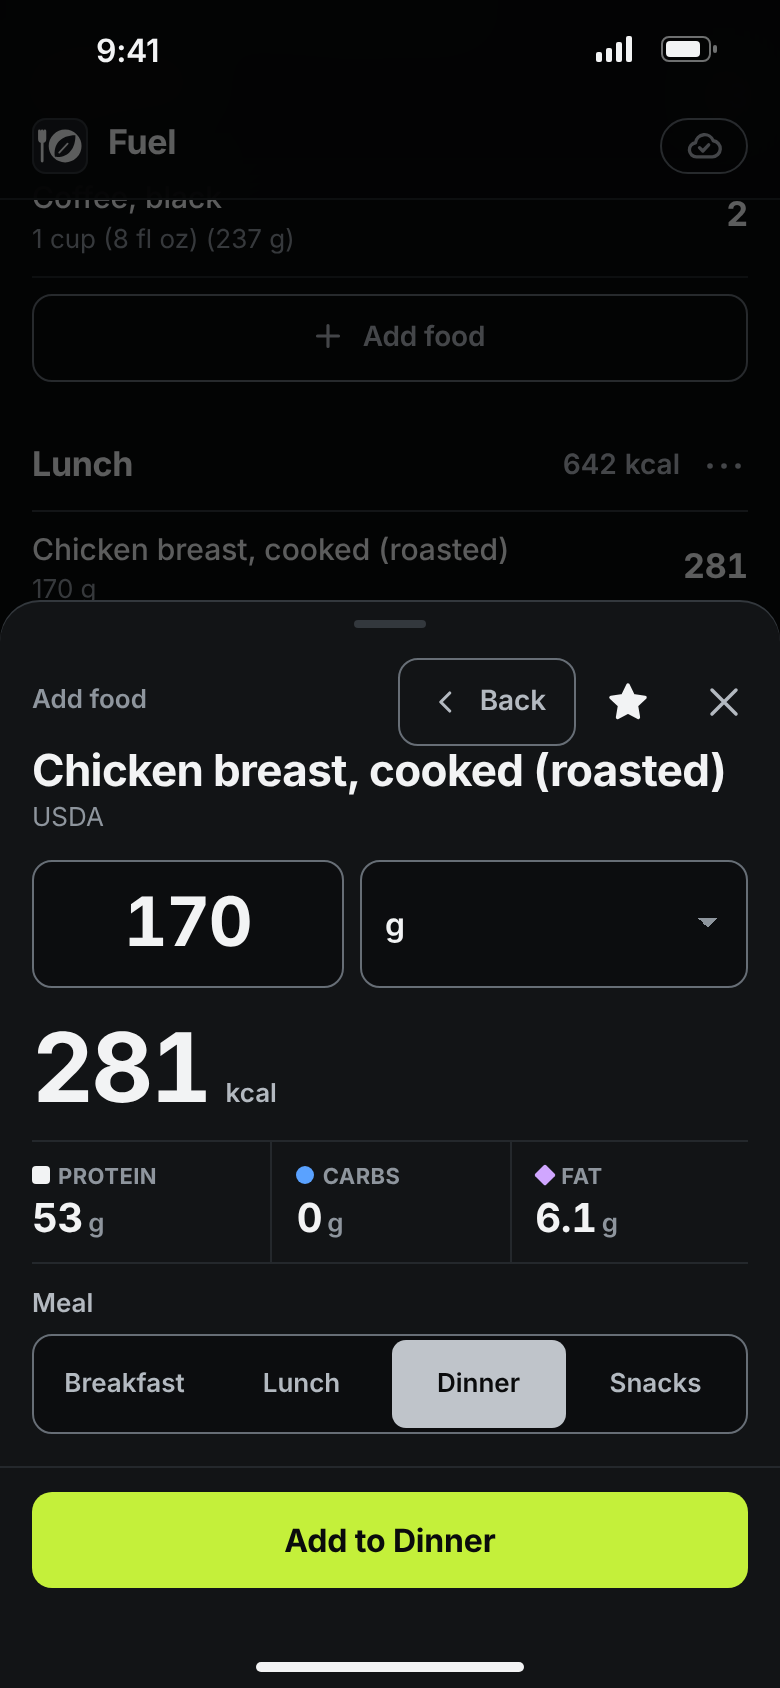 9:41
Fuel
Coffee, black
2
1 cup (8 fl oz) (237 g)
Add food
Lunch
642 kcal
Chicken breast, cooked (roasted)
281
170 g
Add food
Back
Chicken breast, cooked (roasted)
USDA
170
g
281 kcal
PROTEIN
53 g
CARBS
0 g
FAT
6.1 g
Meal
Breakfast
Lunch
Dinner
Snacks
Add to Dinner